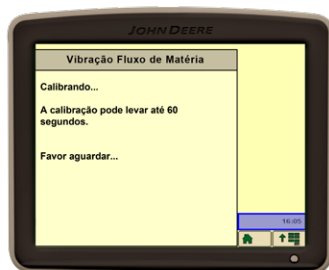 JOHN DEERE
Vibração Fluxo de Matéria
Calibrando...
A calibração pode levar até 60
segundos.
Favor aguardar...
16:05